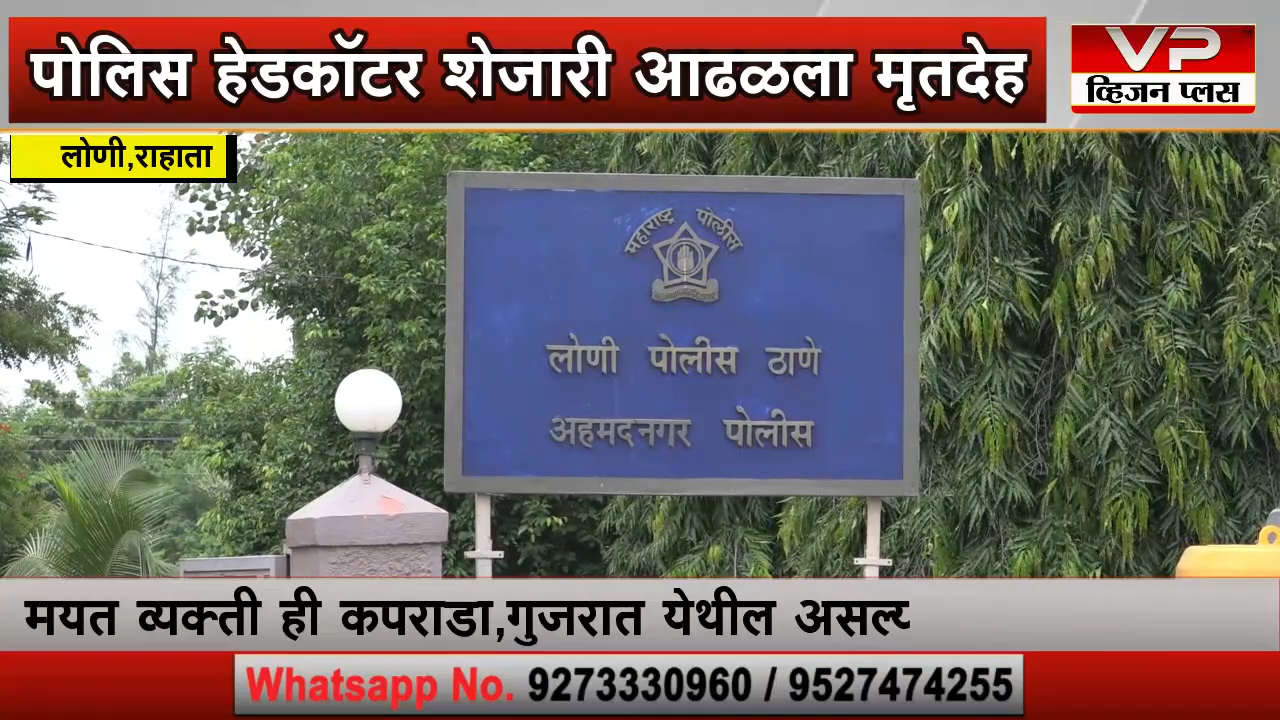 पोलिस हेडकॉटर शेजारी आढळला मृतदेह
VP
व्हिजन प्लस
लोणी,राहाता
महाराष्ट्र पोलीस
लोणी पोलीस ठाणे
अहमदनगर पोलीस
मयत व्यक्ती ही कपराडा,गुजरात येथील असल्य
Whatsapp No. 9273330960 / 9527474255